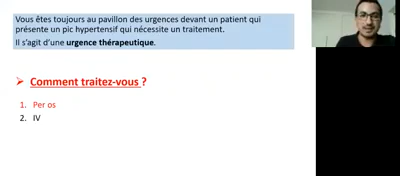 Vous êtes toujours au pavillon des urgences devant un patient qui
présente un pic hypertensif qui nécessite un traitement.
Il s’agit d’une urgence thérapeutique.
➤ Comment traitez-vous ?
1. Per os
2. IV